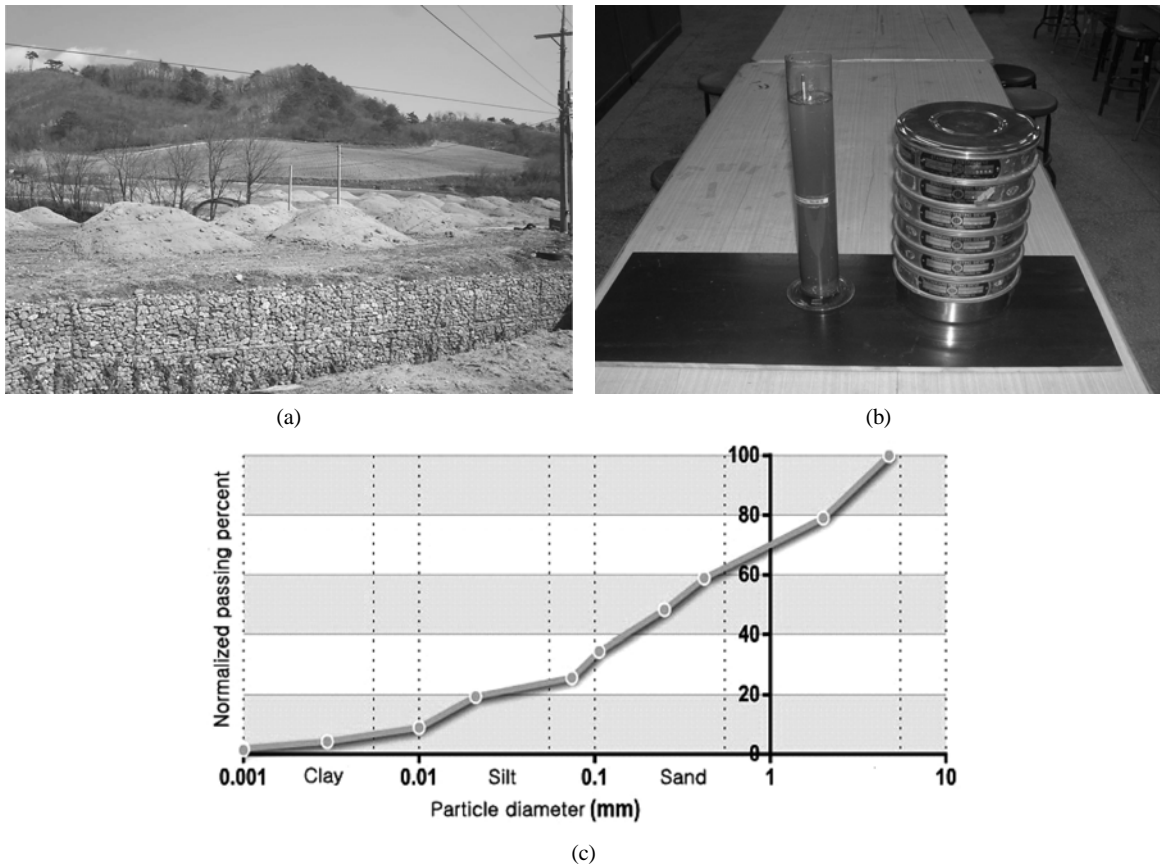 (a)
(b)
Normalized passing percent
100
80
60
40
20
0
0.001
Clay
0.01
Silt
0.1
Sand
1
10
Particle diameter (mm)
(c)